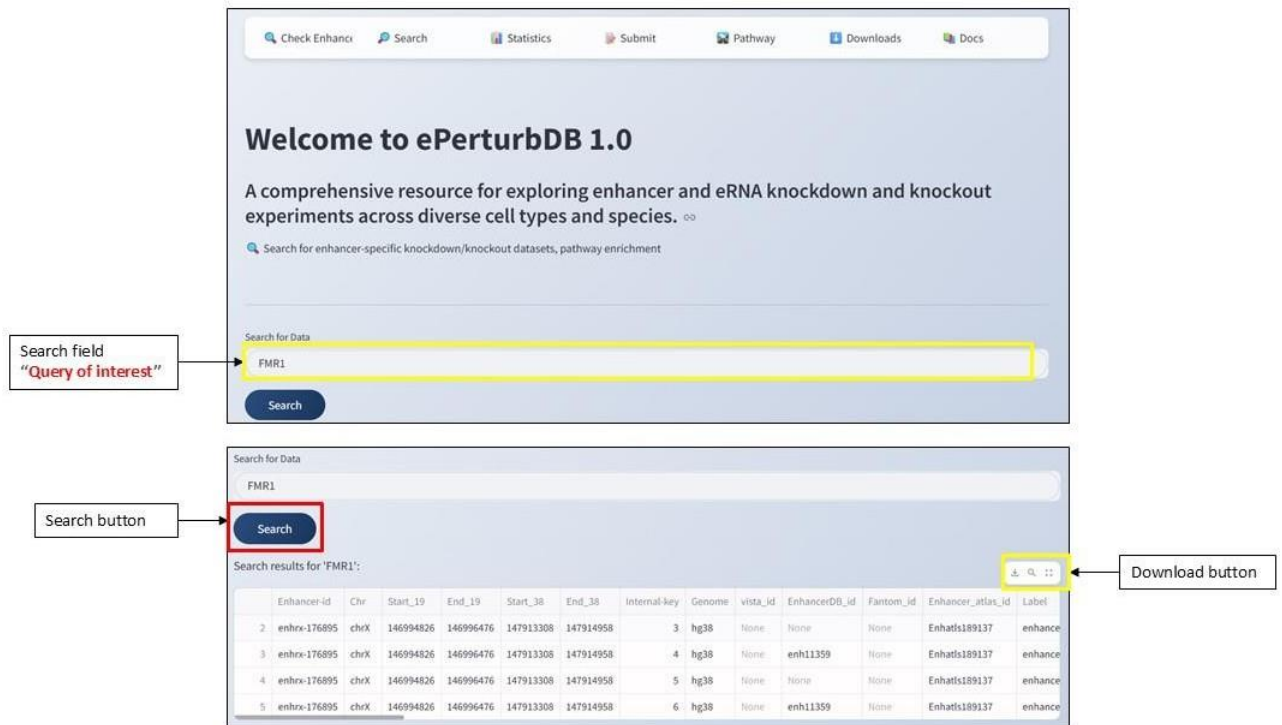 Check Enhance Search Statistics Submit Pathway Downloads Docs
Welcome to ePerturbDB 1.0
A comprehensive resource for exploring enhancer and eRNA knockdown and knockout
experiments across diverse cell types and species.
Search for enhancer-specific knockdown/knockout datasets, pathway enrichment
Search for Data
Search field
"Query of interest"
FMR1
Search
Search for Data
FMR1
Search button
Search
Search results for 'FMR1':
Download button
Enhancer-id Chr Start_19 End_19 Start_38 End_38 Internal-key Genome vista_id EnhancerDB_id Fantom_id Enhancer_atlas_id Label
2 enhrx-176895 chrX 146994826 146996476 147913308 147914958 3 hg38 None None None Enhatls189137 enhance
3 enhrx-176895 chrX 146994826 146996476 147913308 147914958 4 hg38 None enh11359 None Enhatls189137 enhance
4 enhrx-176895 chrX 146994826 146996476 147913308 147914958 5 hg38 None None None Enhatls189137 enhance
5 enhrx-176895 chrX 146994826 146996476 147913308 147914958 6 hg38 None enh11359 None Enhatls189137 enhance